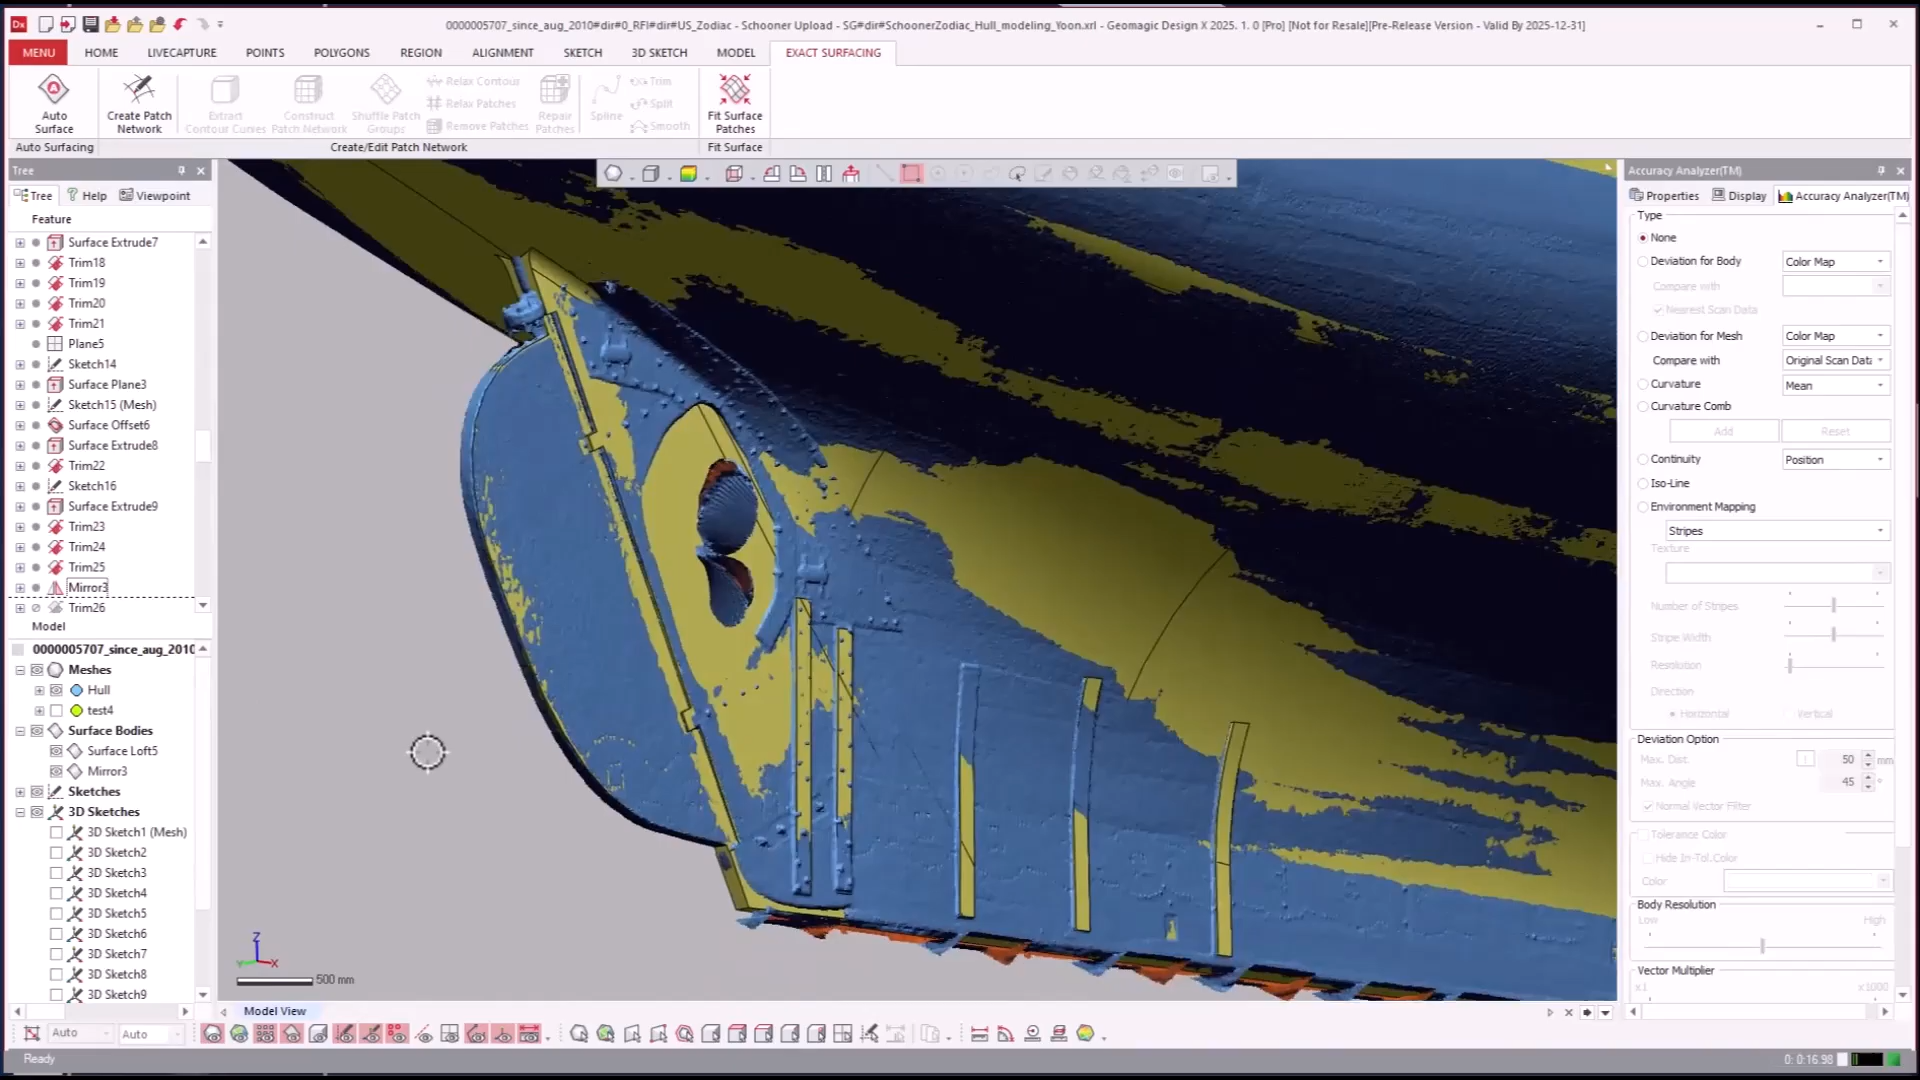 Dx
0000005707_since_aug_2010#dir#0_RFI#dir#US_Zodiac - Schooner Upload - SG#dir#SchoonerZodiac_Hull_modeling_Yoon.xrl - Geomagic Design X 2025. 1. 0 [Pro] [Not for Resale][Pre-Release Version - Valid By 2025-12-31]
MENU HOME LIVECAPTURE POINTS POLYGONS REGION ALIGNMENT SKETCH 3D SKETCH MODEL EXACT SURFACING
Auto Surface
Create Patch Network
Extract Contour Curves
Construct Patch Network
Shuffle Patch Groups
Relax Contour
Relax Patches
Remove Patches
Repair Patches
Spline
Trim
Split
Smooth
Fit Surface Patches
Auto Surfacing Create/Edit Patch Network Fit Surface
Tree
Tree Help Viewpoint
Feature
Surface Extrude7
Trim18
Trim19
Trim20
Trim21
Plane5
Sketch14
Surface Plane3
Sketch15 (Mesh)
Surface Offset6
Surface Extrude8
Trim22
Sketch16
Surface Extrude9
Trim23
Trim24
Trim25
Mirror3
Trim26
Model
0000005707_since_aug_2010
Meshes
Hull
test4
Surface Bodies
Surface Loft5
Mirror3
Sketches
3D Sketches
3D Sketch1 (Mesh)
3D Sketch2
3D Sketch3
3D Sketch4
3D Sketch5
3D Sketch6
3D Sketch7
3D Sketch8
3D Sketch9
Z
Y X
500 mm
Model View
Auto Auto
Ready
0: 0:16.98
Accuracy Analyzer(TM)
Properties Display Accuracy Analyzer(TM)
Type
None
Deviation for Body Color Map
Compare with
Nearest Scan Data
Deviation for Mesh Color Map
Compare with Original Scan Data
Curvature Mean
Curvature Comb
Add Reset
Continuity Position
Iso-Line
Environment Mapping
Stripes
Texture
Number of Stripes
Stripe Width
Resolution
Direction
Horizontal Vertical
Deviation Option
Max. Dist. 50 mm
Max. Angle 45 °
Normal Vector Filter
Tolerance Color
Hide In-Tol.Color
Color
Body Resolution
Low High
Vector Multiplier
x1 x1000